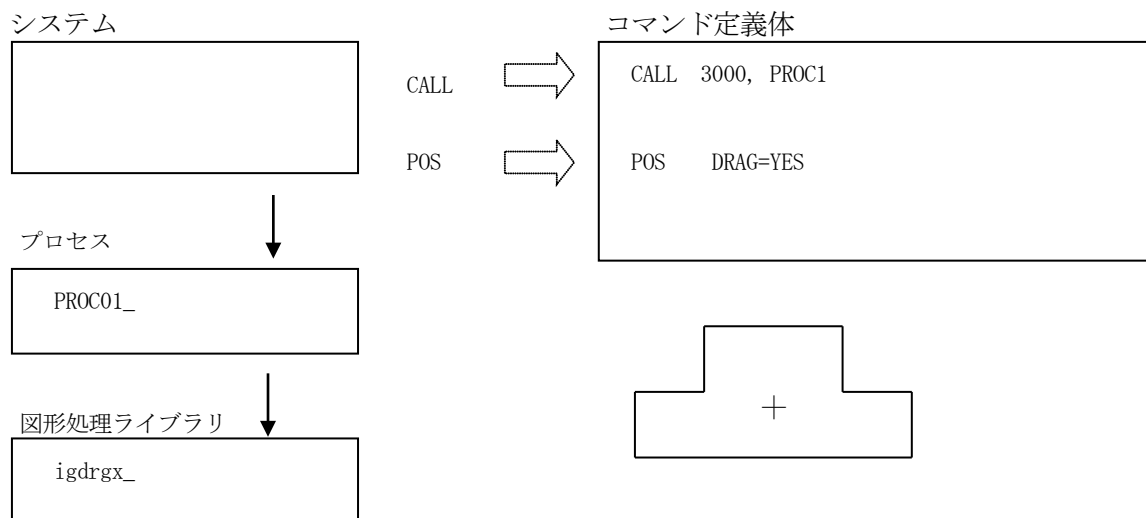 システム
コマンド定義体
CALL
CALL 3000, PROC1
POS
POS DRAG=YES
プロセス
PROC01_
図形処理ライブラリ
igdrgx_